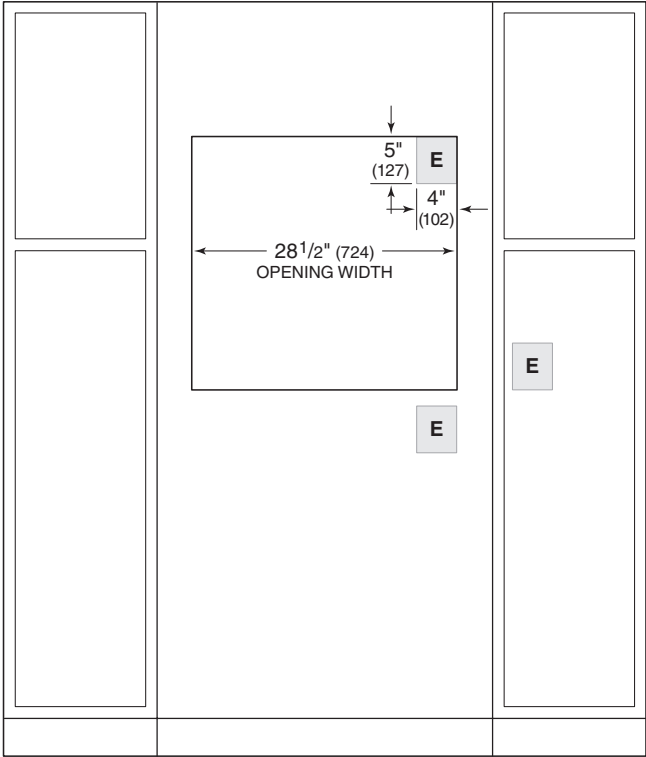 5"
(127)
E
4"
(102)
28 1/2" (724)
OPENING WIDTH
E
E